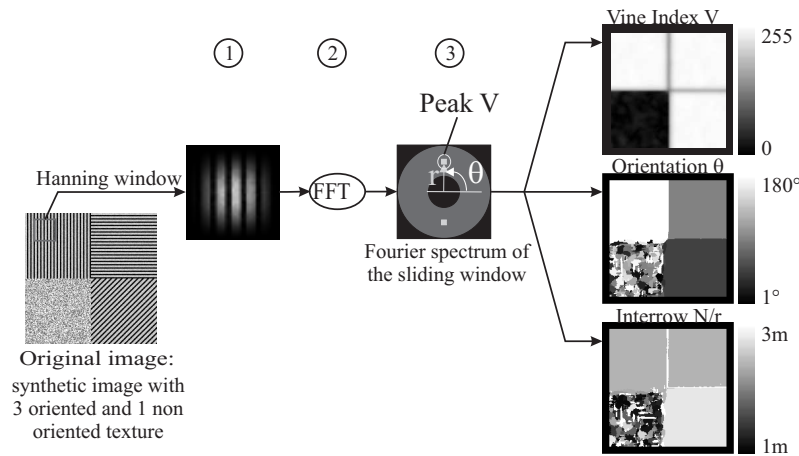 1
2
3
Vine Index V
255
0
Peak V
Hanning window
FFT
r
θ
Fourier spectrum of
the sliding window
Orientation θ
180°
1°
Original image:
synthetic image with
3 oriented and 1 non
oriented texture
Interrow N/r
3m
1m